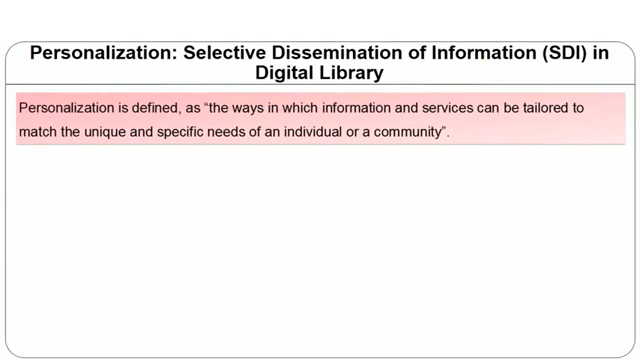 Personalization: Selective Dissemination of Information (SDI) in
Digital Library
Personalization is defined, as “the ways in which information and services can be tailored to
match the unique and specific needs of an individual or a community”.